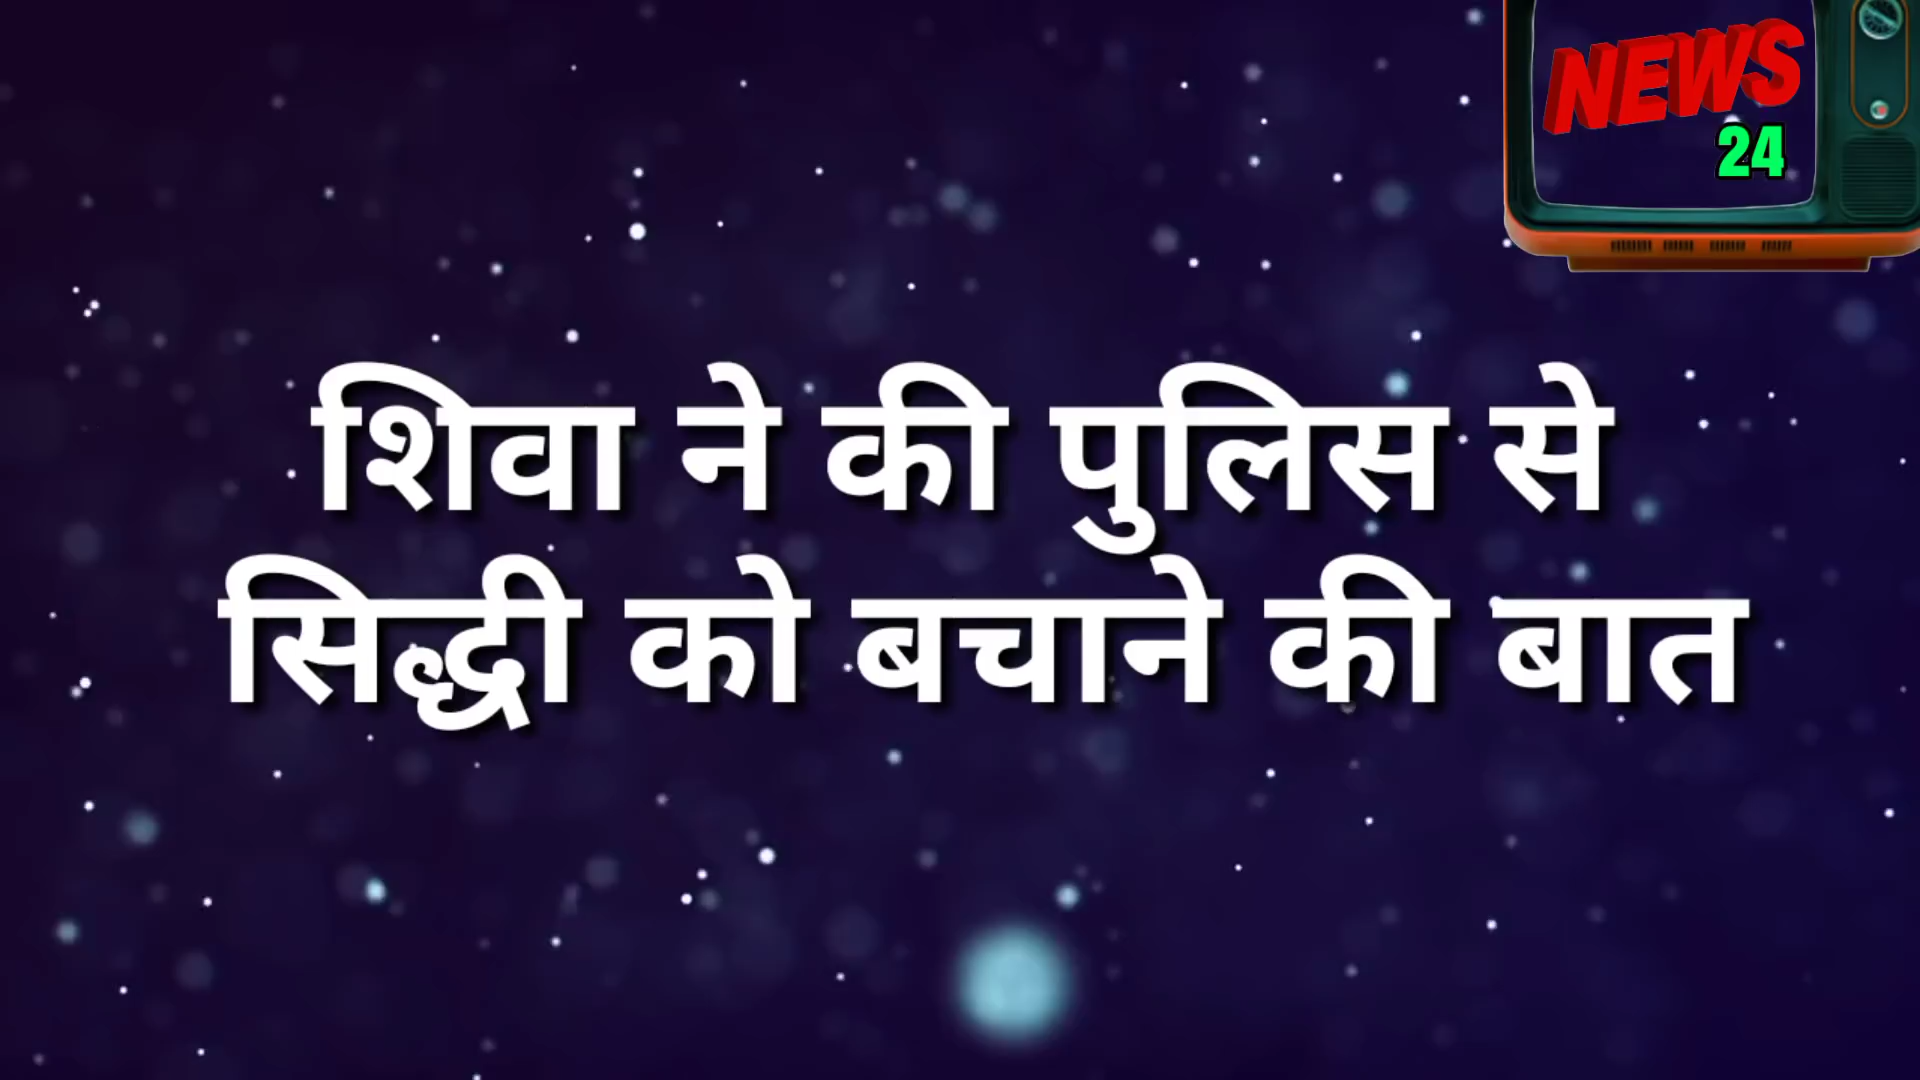 NEWS
24
शिवा ने की पुलिस से
सिद्धी को बचाने की बात